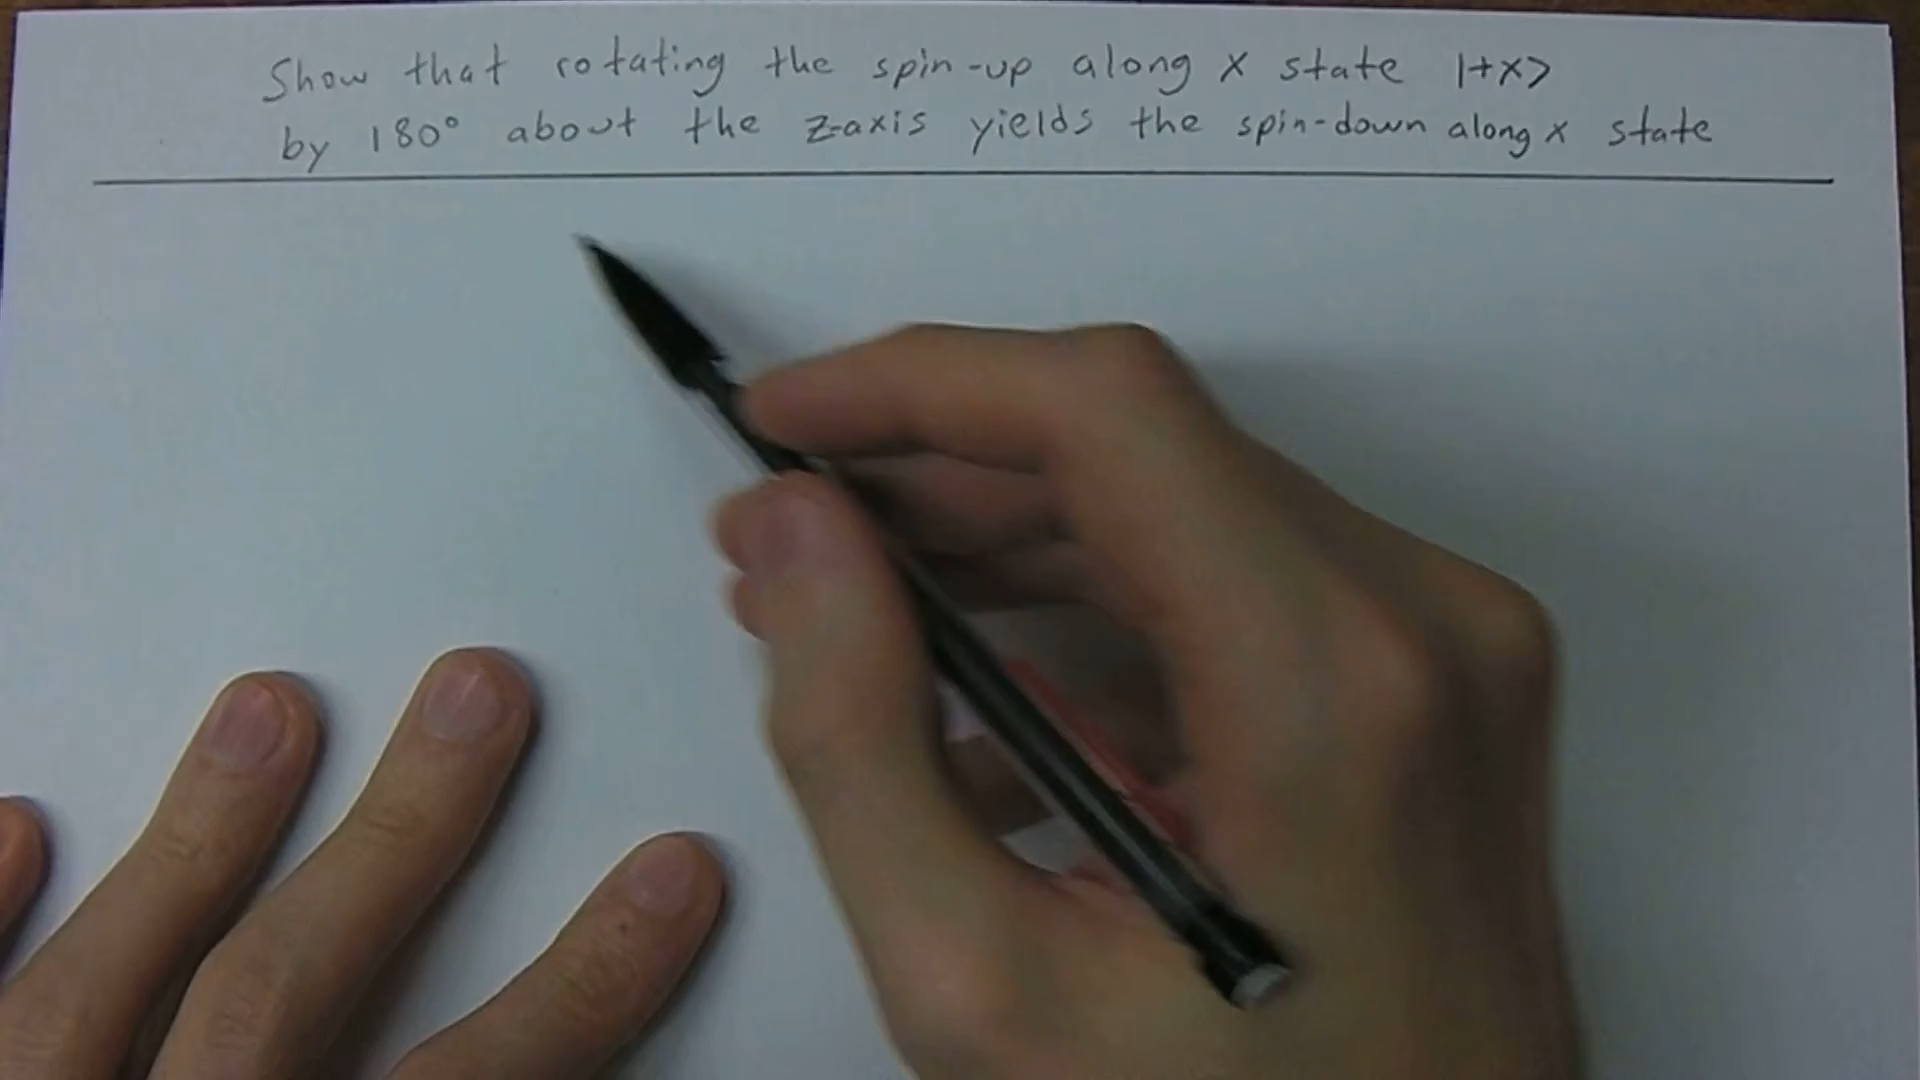 Show that rotating the spin-up along x state |+x>
by 180° about the z-axis yields the spin-down along x state